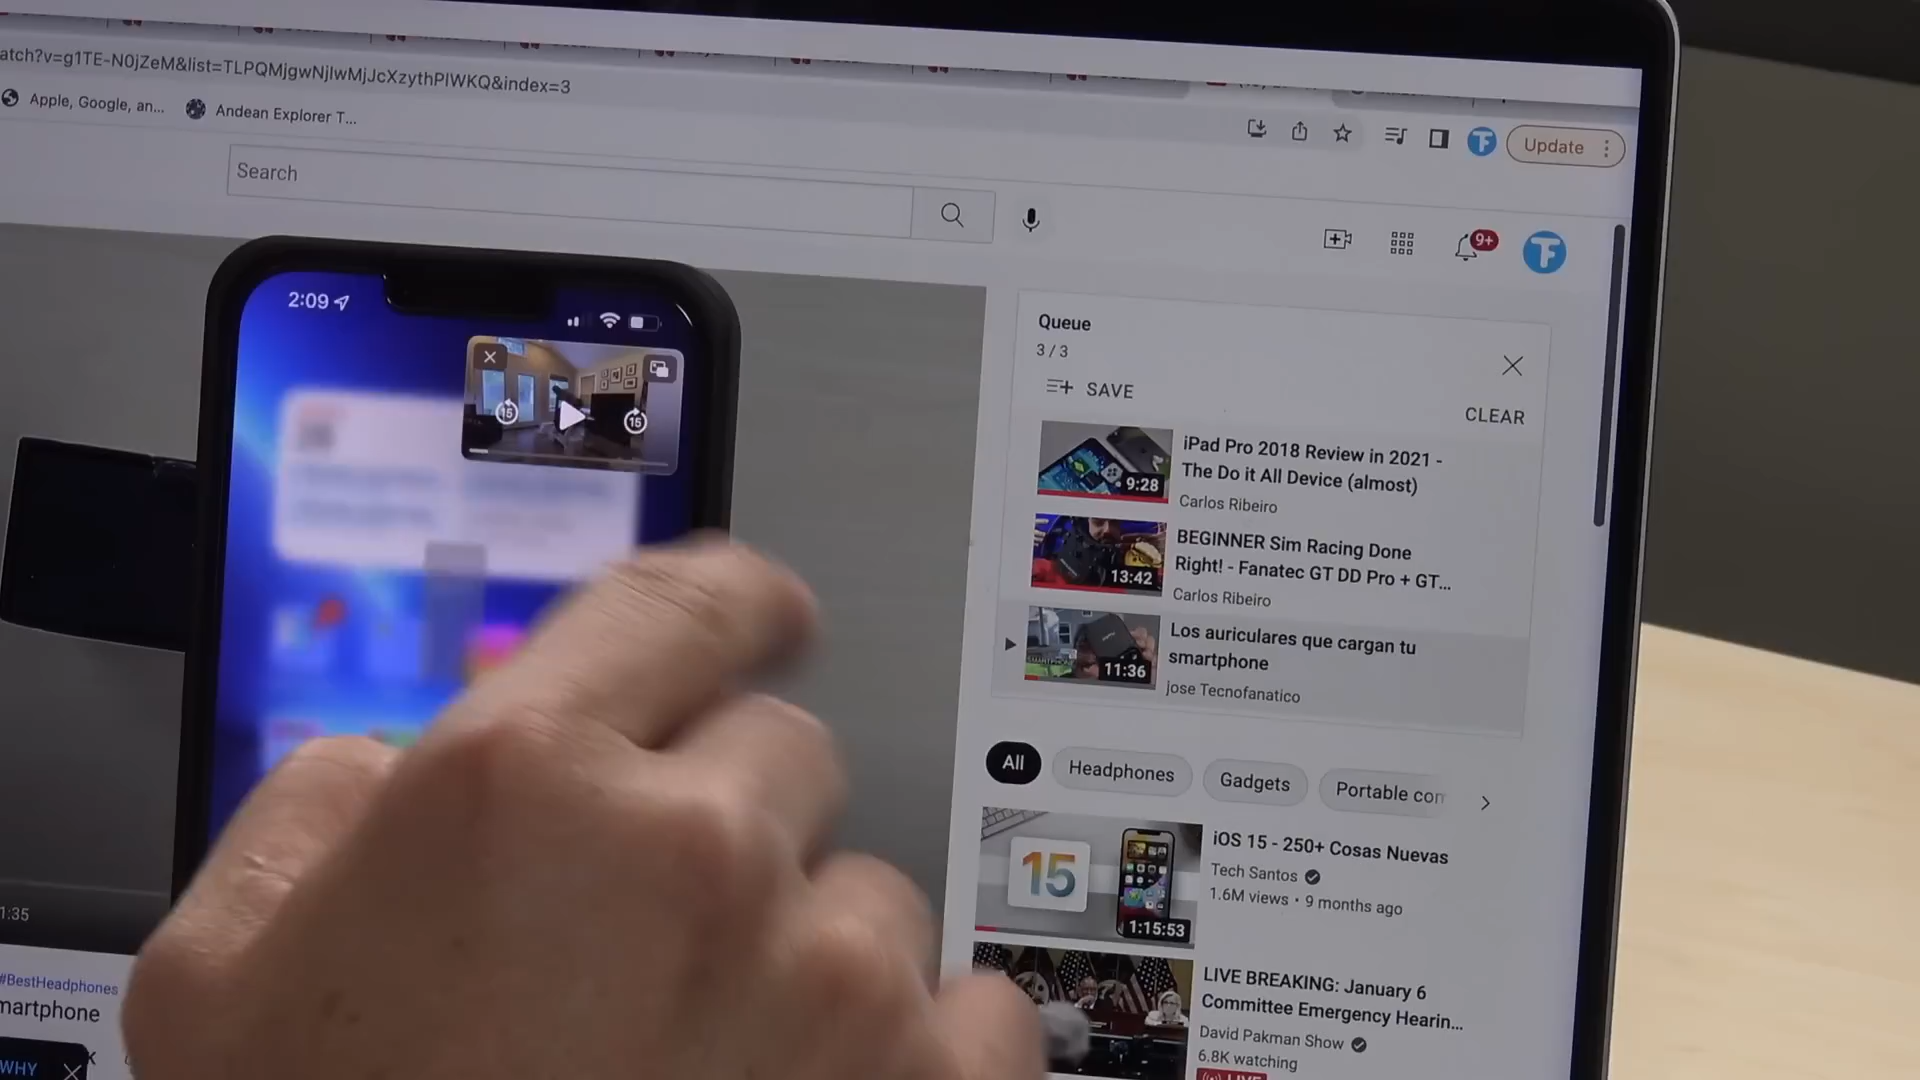 atch?v=g1TE-N0jZeM&list=TLPQMjgwNjIwMjJcXzythPIWKQ&index=3
Apple, Google, an...
Andean Explorer T...
Update
Search
9+
2:09
15
15
Queue
3 / 3
SAVE
CLEAR
9:28
iPad Pro 2018 Review in 2021 -
The Do it All Device (almost)
Carlos Ribeiro
13:42
BEGINNER Sim Racing Done
Right! - Fanatec GT DD Pro + GT...
Carlos Ribeiro
11:36
Los auriculares que cargan tu
smartphone
jose Tecnofanatico
All
Headphones
Gadgets
Portable con
15
1:15:53
iOS 15 - 250+ Cosas Nuevas
Tech Santos
1.6M views • 9 months ago
LIVE BREAKING: January 6
Committee Emergency Hearin...
David Pakman Show
6.8K watching
LIVE
1:35
#BestHeadphones
martphone
WHY